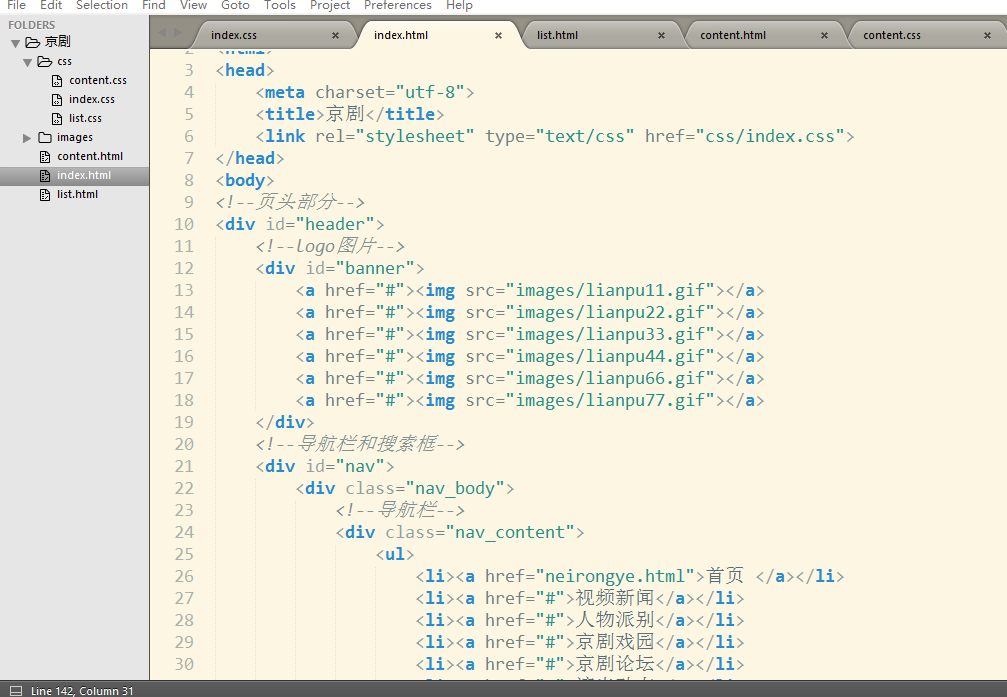 File Edit Selection Find View Goto Tools Project Preferences Help
FOLDERS
京剧
css
content.css
index.css
list.css
images
content.html
index.html
list.html
index.css × index.html × list.html × content.html × content.css ×
2 <html>
3 <head>
4 <meta charset="utf-8">
5 <title>京剧</title>
6 <link rel="stylesheet" type="text/css" href="css/index.css">
7 </head>
8 <body>
9 <!--页头部分-->
10 <div id="header">
11 <!--logo图片-->
12 <div id="banner">
13 <a href="#"><img src="images/lianpu11.gif"></a>
14 <a href="#"><img src="images/lianpu22.gif"></a>
15 <a href="#"><img src="images/lianpu33.gif"></a>
16 <a href="#"><img src="images/lianpu44.gif"></a>
17 <a href="#"><img src="images/lianpu66.gif"></a>
18 <a href="#"><img src="images/lianpu77.gif"></a>
19 </div>
20 <!--导航栏和搜索框-->
21 <div id="nav">
22 <div class="nav_body">
23 <!--导航栏-->
24 <div class="nav_content">
25 <ul>
26 <li><a href="neirongye.html">首页 </a></li>
27 <li><a href="#">视频新闻</a></li>
28 <li><a href="#">人物派别</a></li>
29 <li><a href="#">京剧戏园</a></li>
30 <li><a href="#">京剧论坛</a></li>
Line 142, Column 31